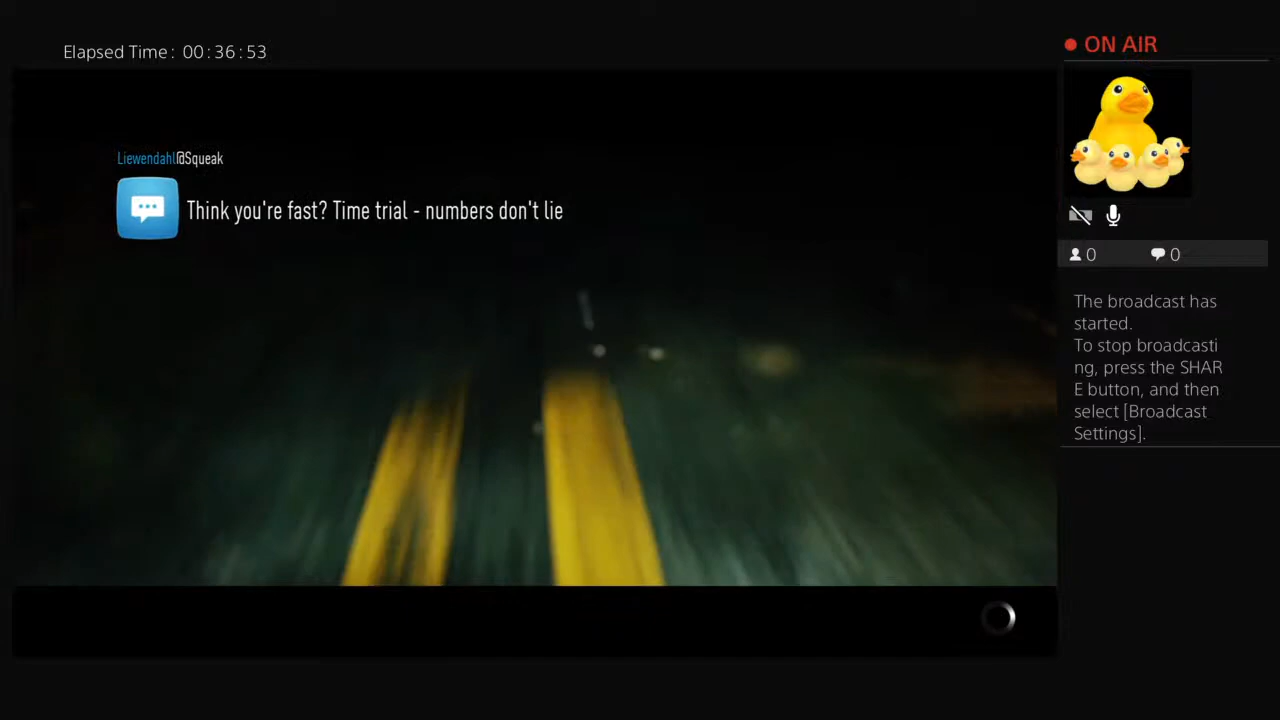 Elapsed Time: 00:36:53
ON AIR
Liewendahl@Squeak
Think you're fast? Time trial - numbers don't lie
0 0
The broadcast has
started.
To stop broadcasti
ng, press the SHAR
E button, and then
select [Broadcast
Settings].